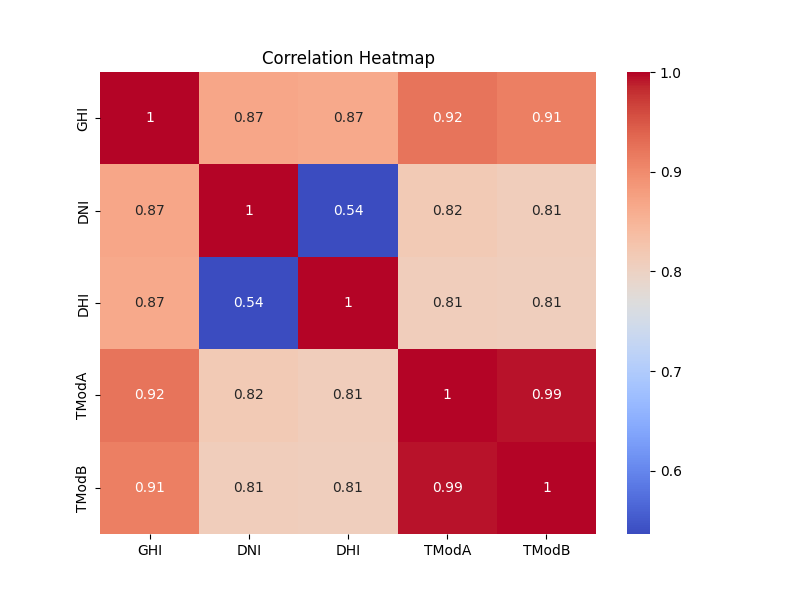 Correlation Heatmap
GHI 1 0.87 0.87 0.92 0.91
DNI 0.87 1 0.54 0.82 0.81
DHI 0.87 0.54 1 0.81 0.81
TModA 0.92 0.82 0.81 1 0.99
TModB 0.91 0.81 0.81 0.99 1
GHI DNI DHI TModA TModB
1.0
0.9
0.8
0.7
0.6